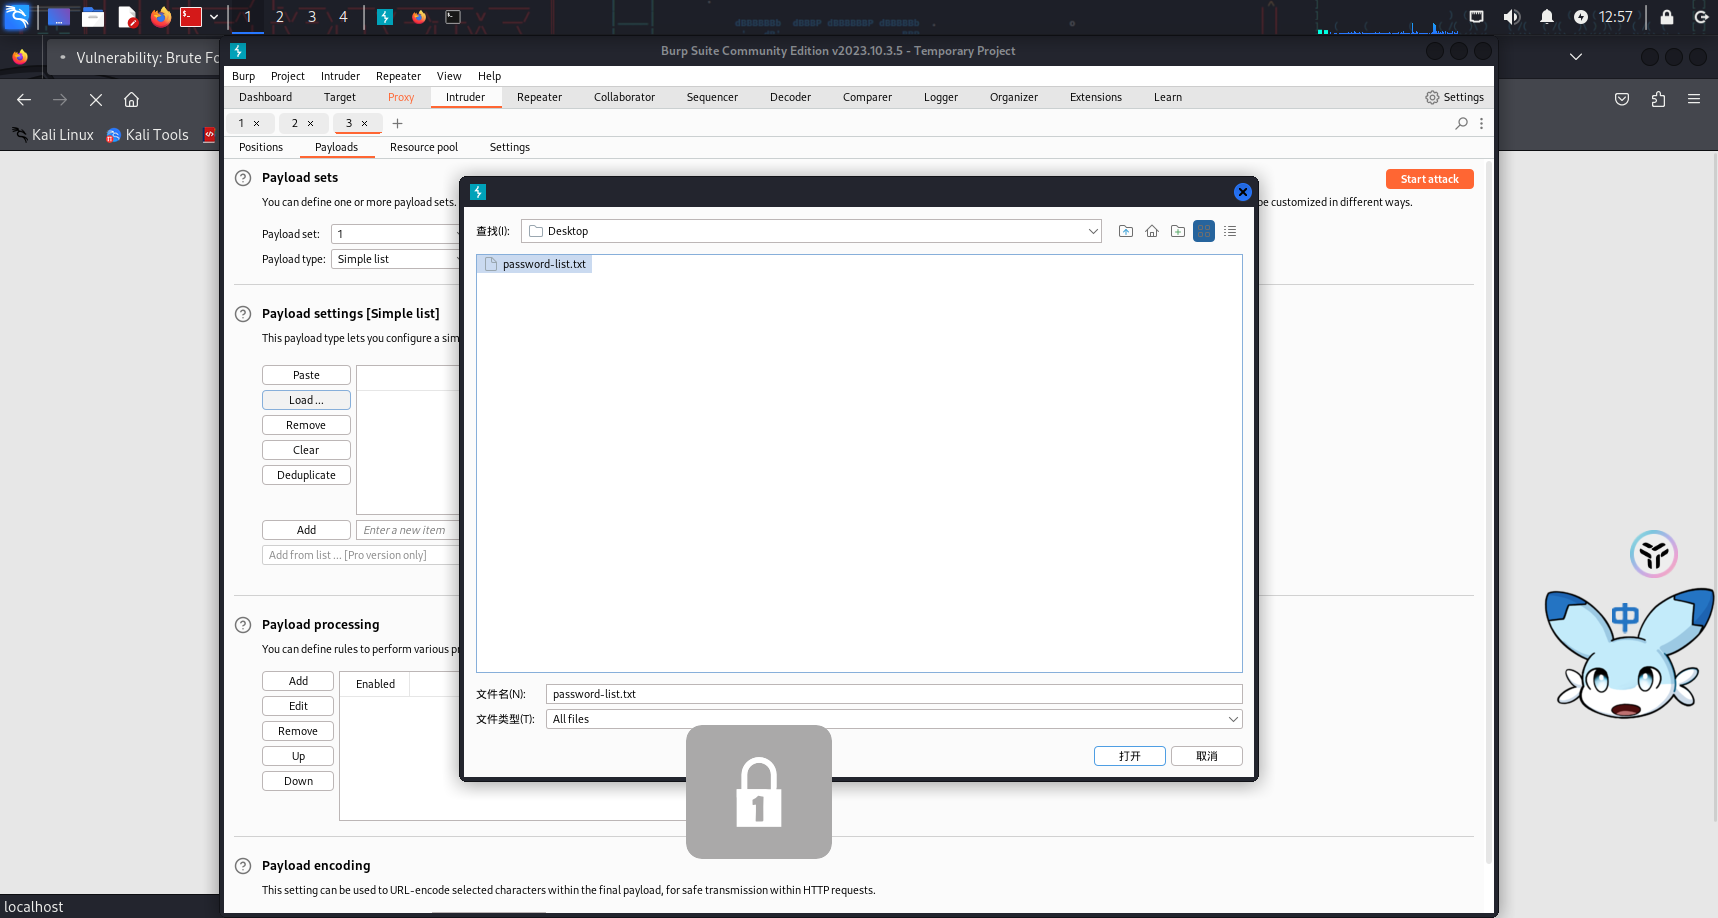 1
2
3
4
12:57
Vulnerability: Brute Fo
Burp Suite Community Edition v2023.10.3.5 - Temporary Project
Burp Project Intruder Repeater View Help
Dashboard Target Proxy Intruder Repeater Collaborator Sequencer Decoder Comparer Logger Organizer Extensions Learn Settings
Kali Linux Kali Tools
1 × 2 × 3 × +
Positions Payloads Resource pool Settings
Payload sets
Start attack
You can define one or more payload sets.
be customized in different ways.
Payload set: 1
Payload type: Simple list
查找(I): Desktop
password-list.txt
Payload settings [Simple list]
This payload type lets you configure a sim
Paste
Load ...
Remove
Clear
Deduplicate
Add
Enter a new item
Add from list ... [Pro version only]
Payload processing
You can define rules to perform various p
Add
Enabled
Edit
Remove
Up
Down
文件名(N): password-list.txt
文件类型(T): All files
打开
取消
1
中
Payload encoding
This setting can be used to URL-encode selected characters within the final payload, for safe transmission within HTTP requests.
localhost